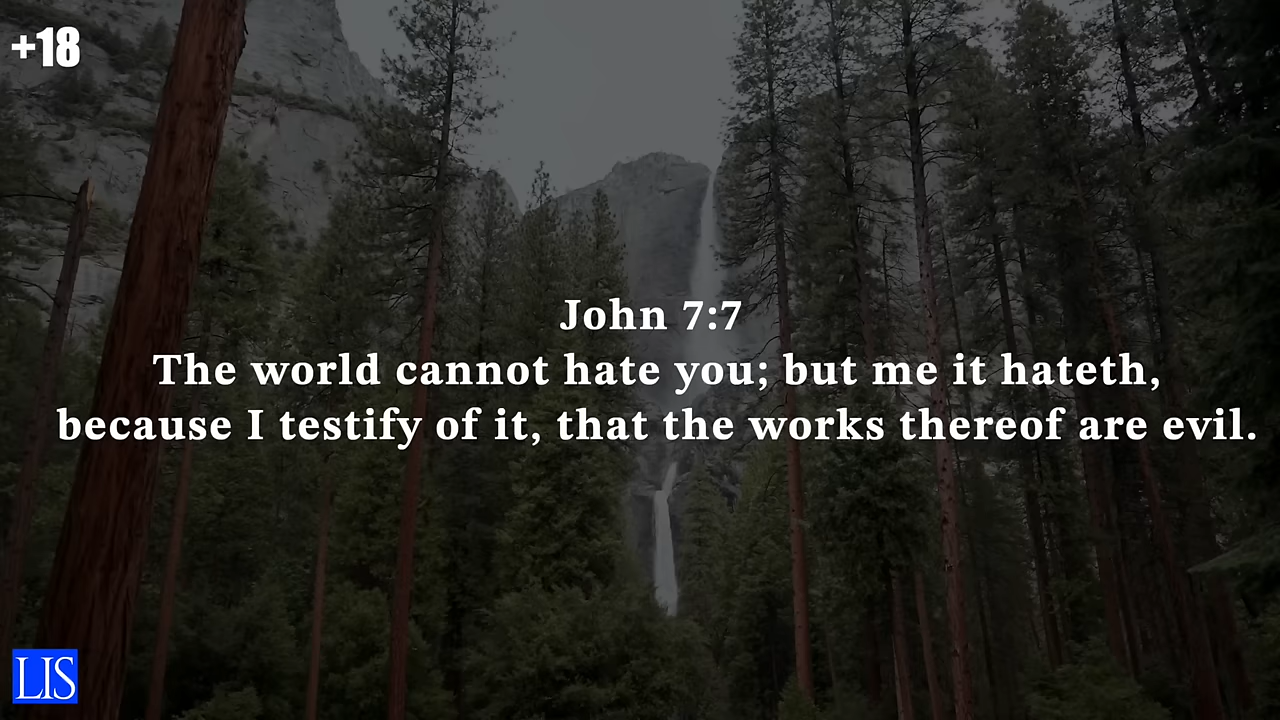 +18
John 7:7
The world cannot hate you; but me it hateth,
because I testify of it, that the works thereof are evil.
LIS